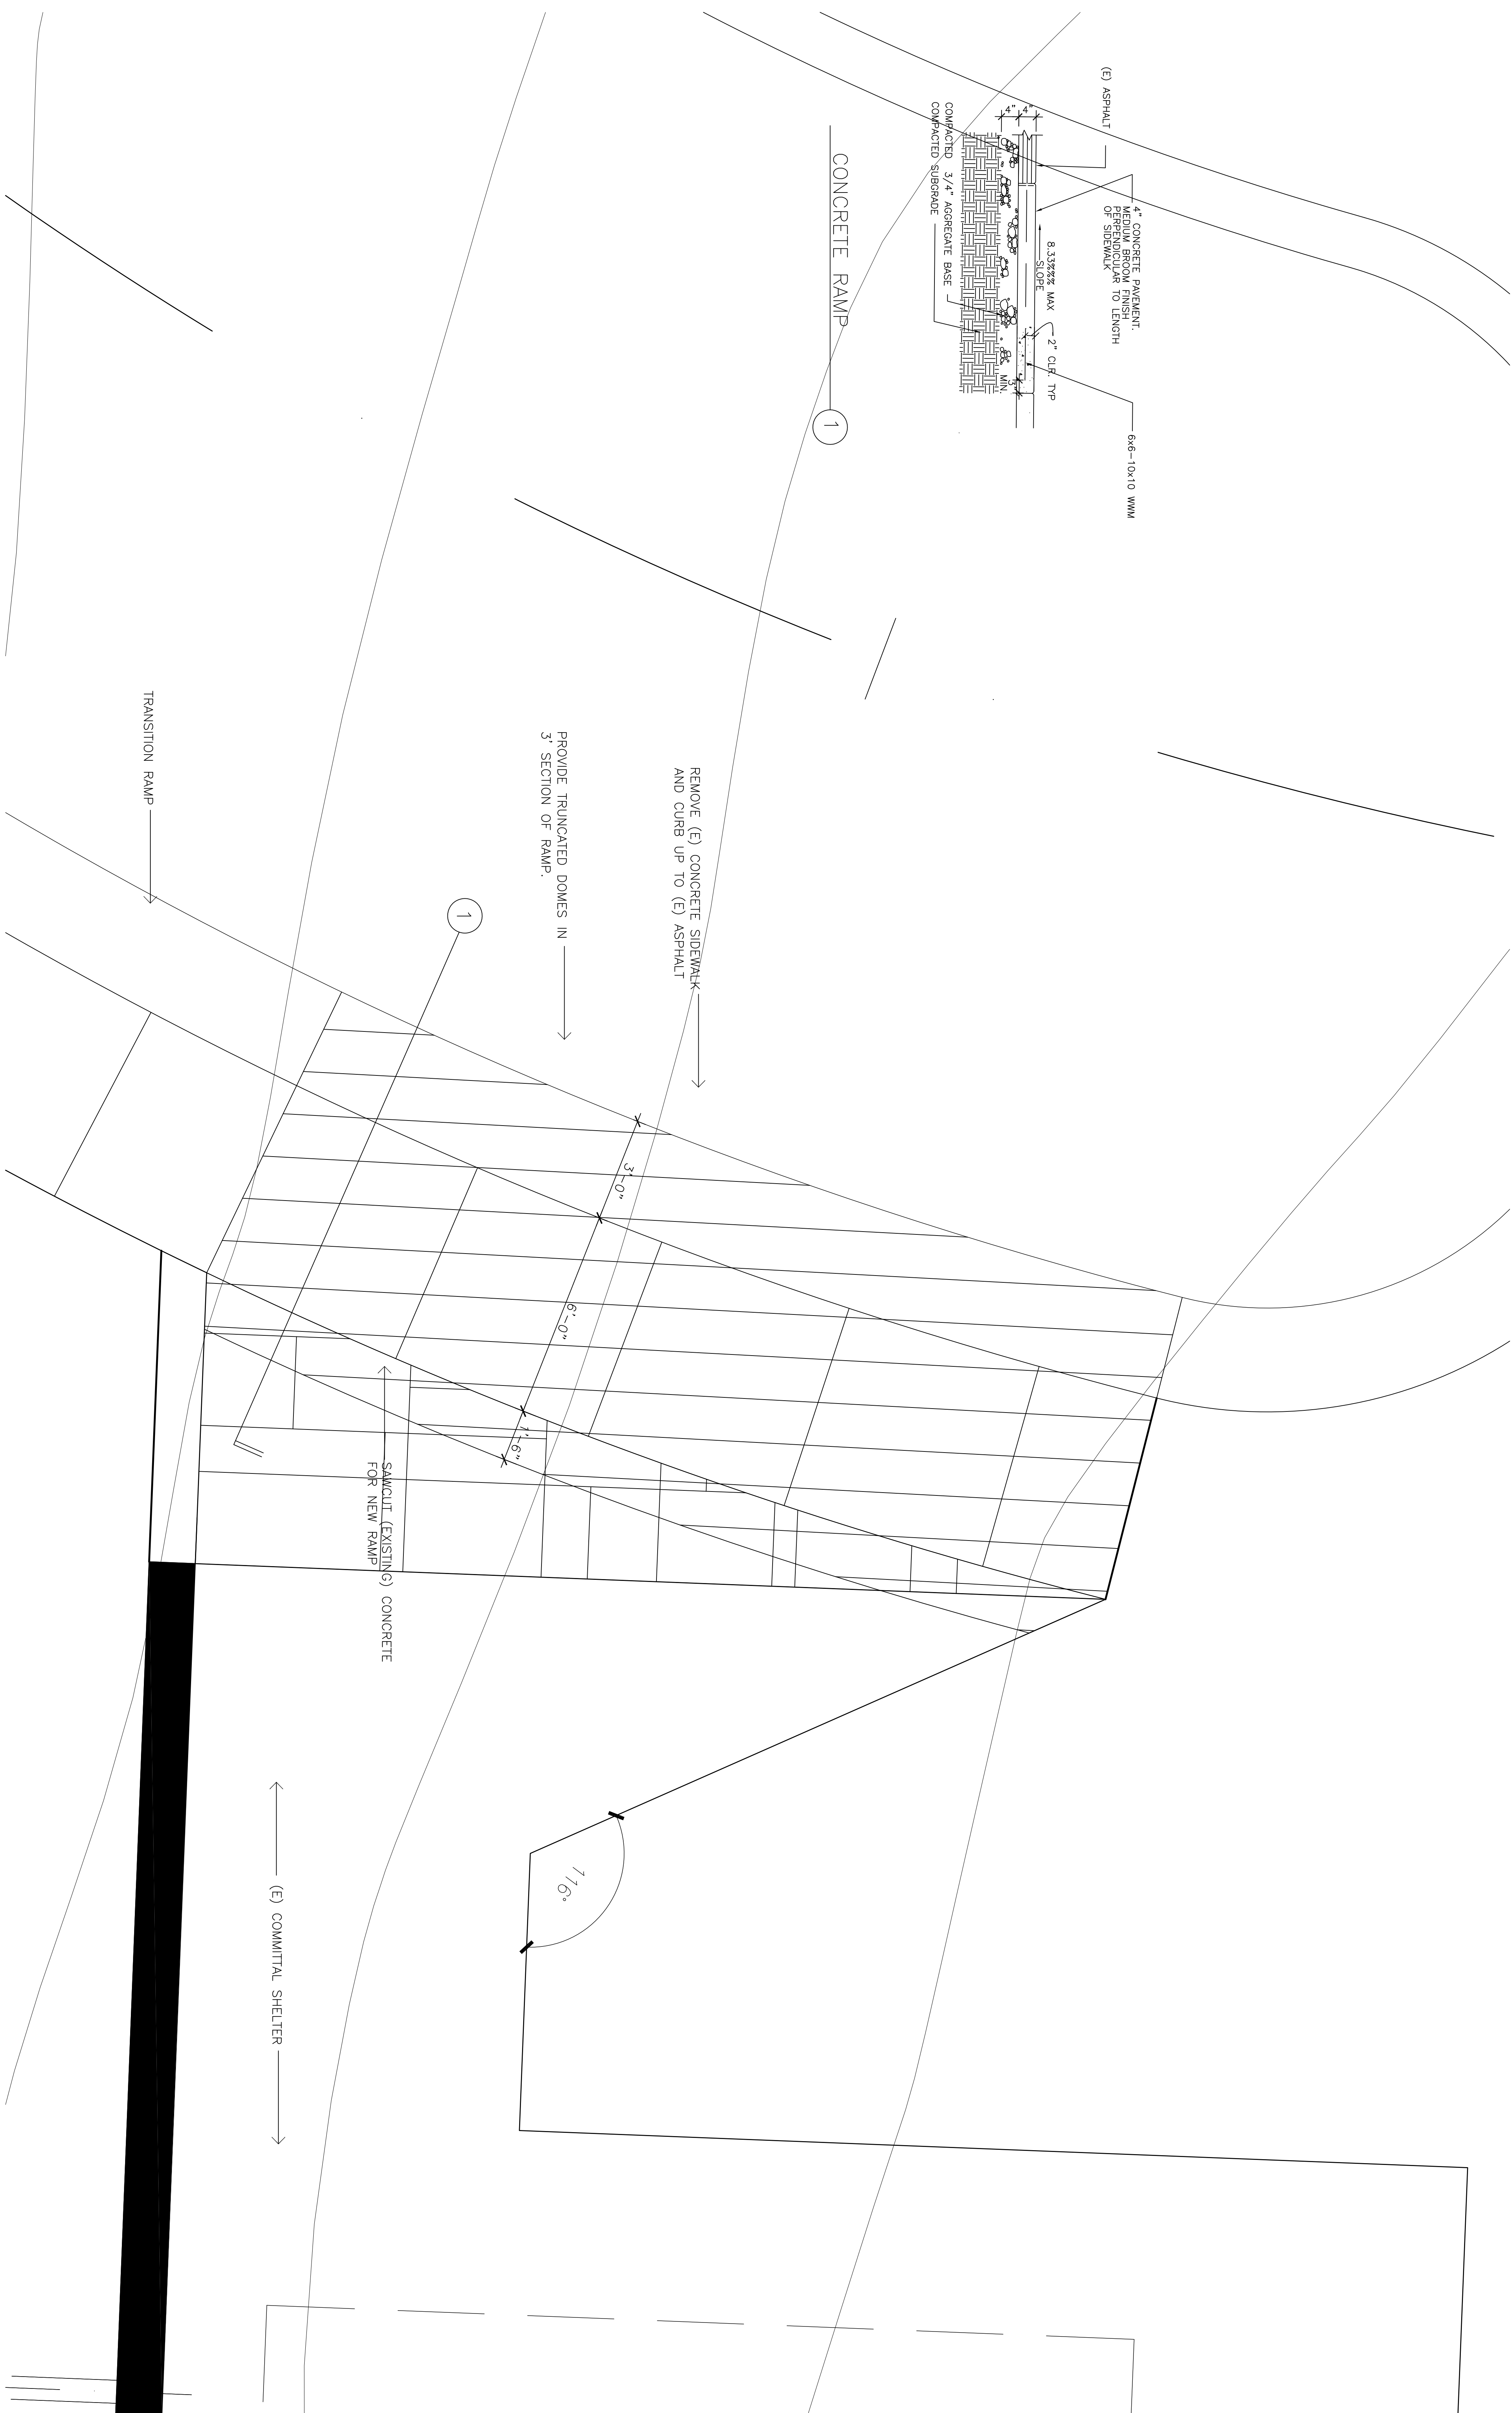 (E) ASPHALT
4" CONCRETE PAVEMENT.
MEDIUM BROOM FINISH
PERPENDICULAR TO LENGTH
OF SIDEWALK
4"
4"
8.33%%% MAX
SLOPE
2" CLR. TYP
6x6-10x10 WWM
3"
MIN.
COMPACTED 3/4" AGGREGATE BASE
COMPACTED SUBGRADE
CONCRETE RAMP
1
REMOVE (E) CONCRETE SIDEWALK
AND CURB UP TO (E) ASPHALT
PROVIDE TRUNCATED DOMES IN
3' SECTION OF RAMP.
TRANSITION RAMP
1
3'-0"
6'-0"
1'-6"
SAWCUT (EXISTING) CONCRETE
FOR NEW RAMP
116°
(E) COMMITTAL SHELTER